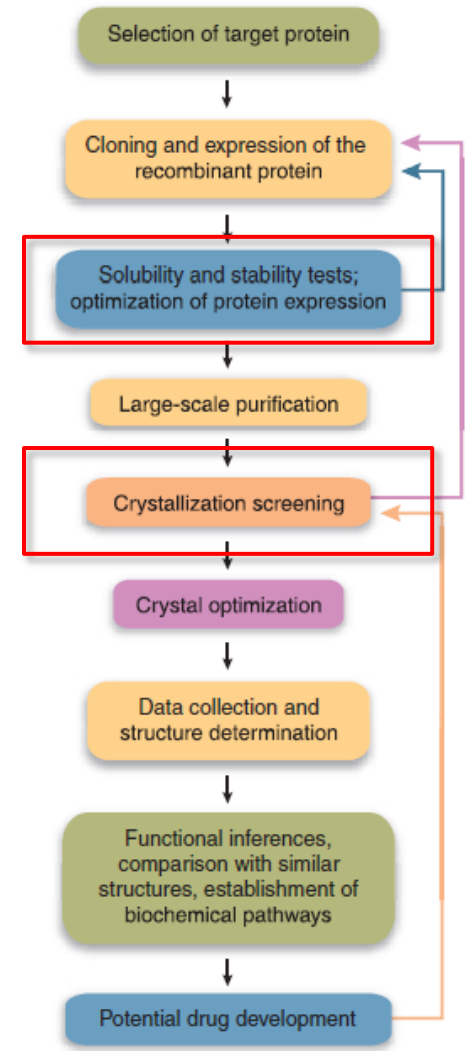 Selection of target protein
Cloning and expression of the
recombinant protein
Solubility and stability tests;
optimization of protein expression
Large-scale purification
Crystallization screening
Crystal optimization
Data collection and
structure determination
Functional inferences,
comparison with similar
structures, establishment of
biochemical pathways
Potential drug development